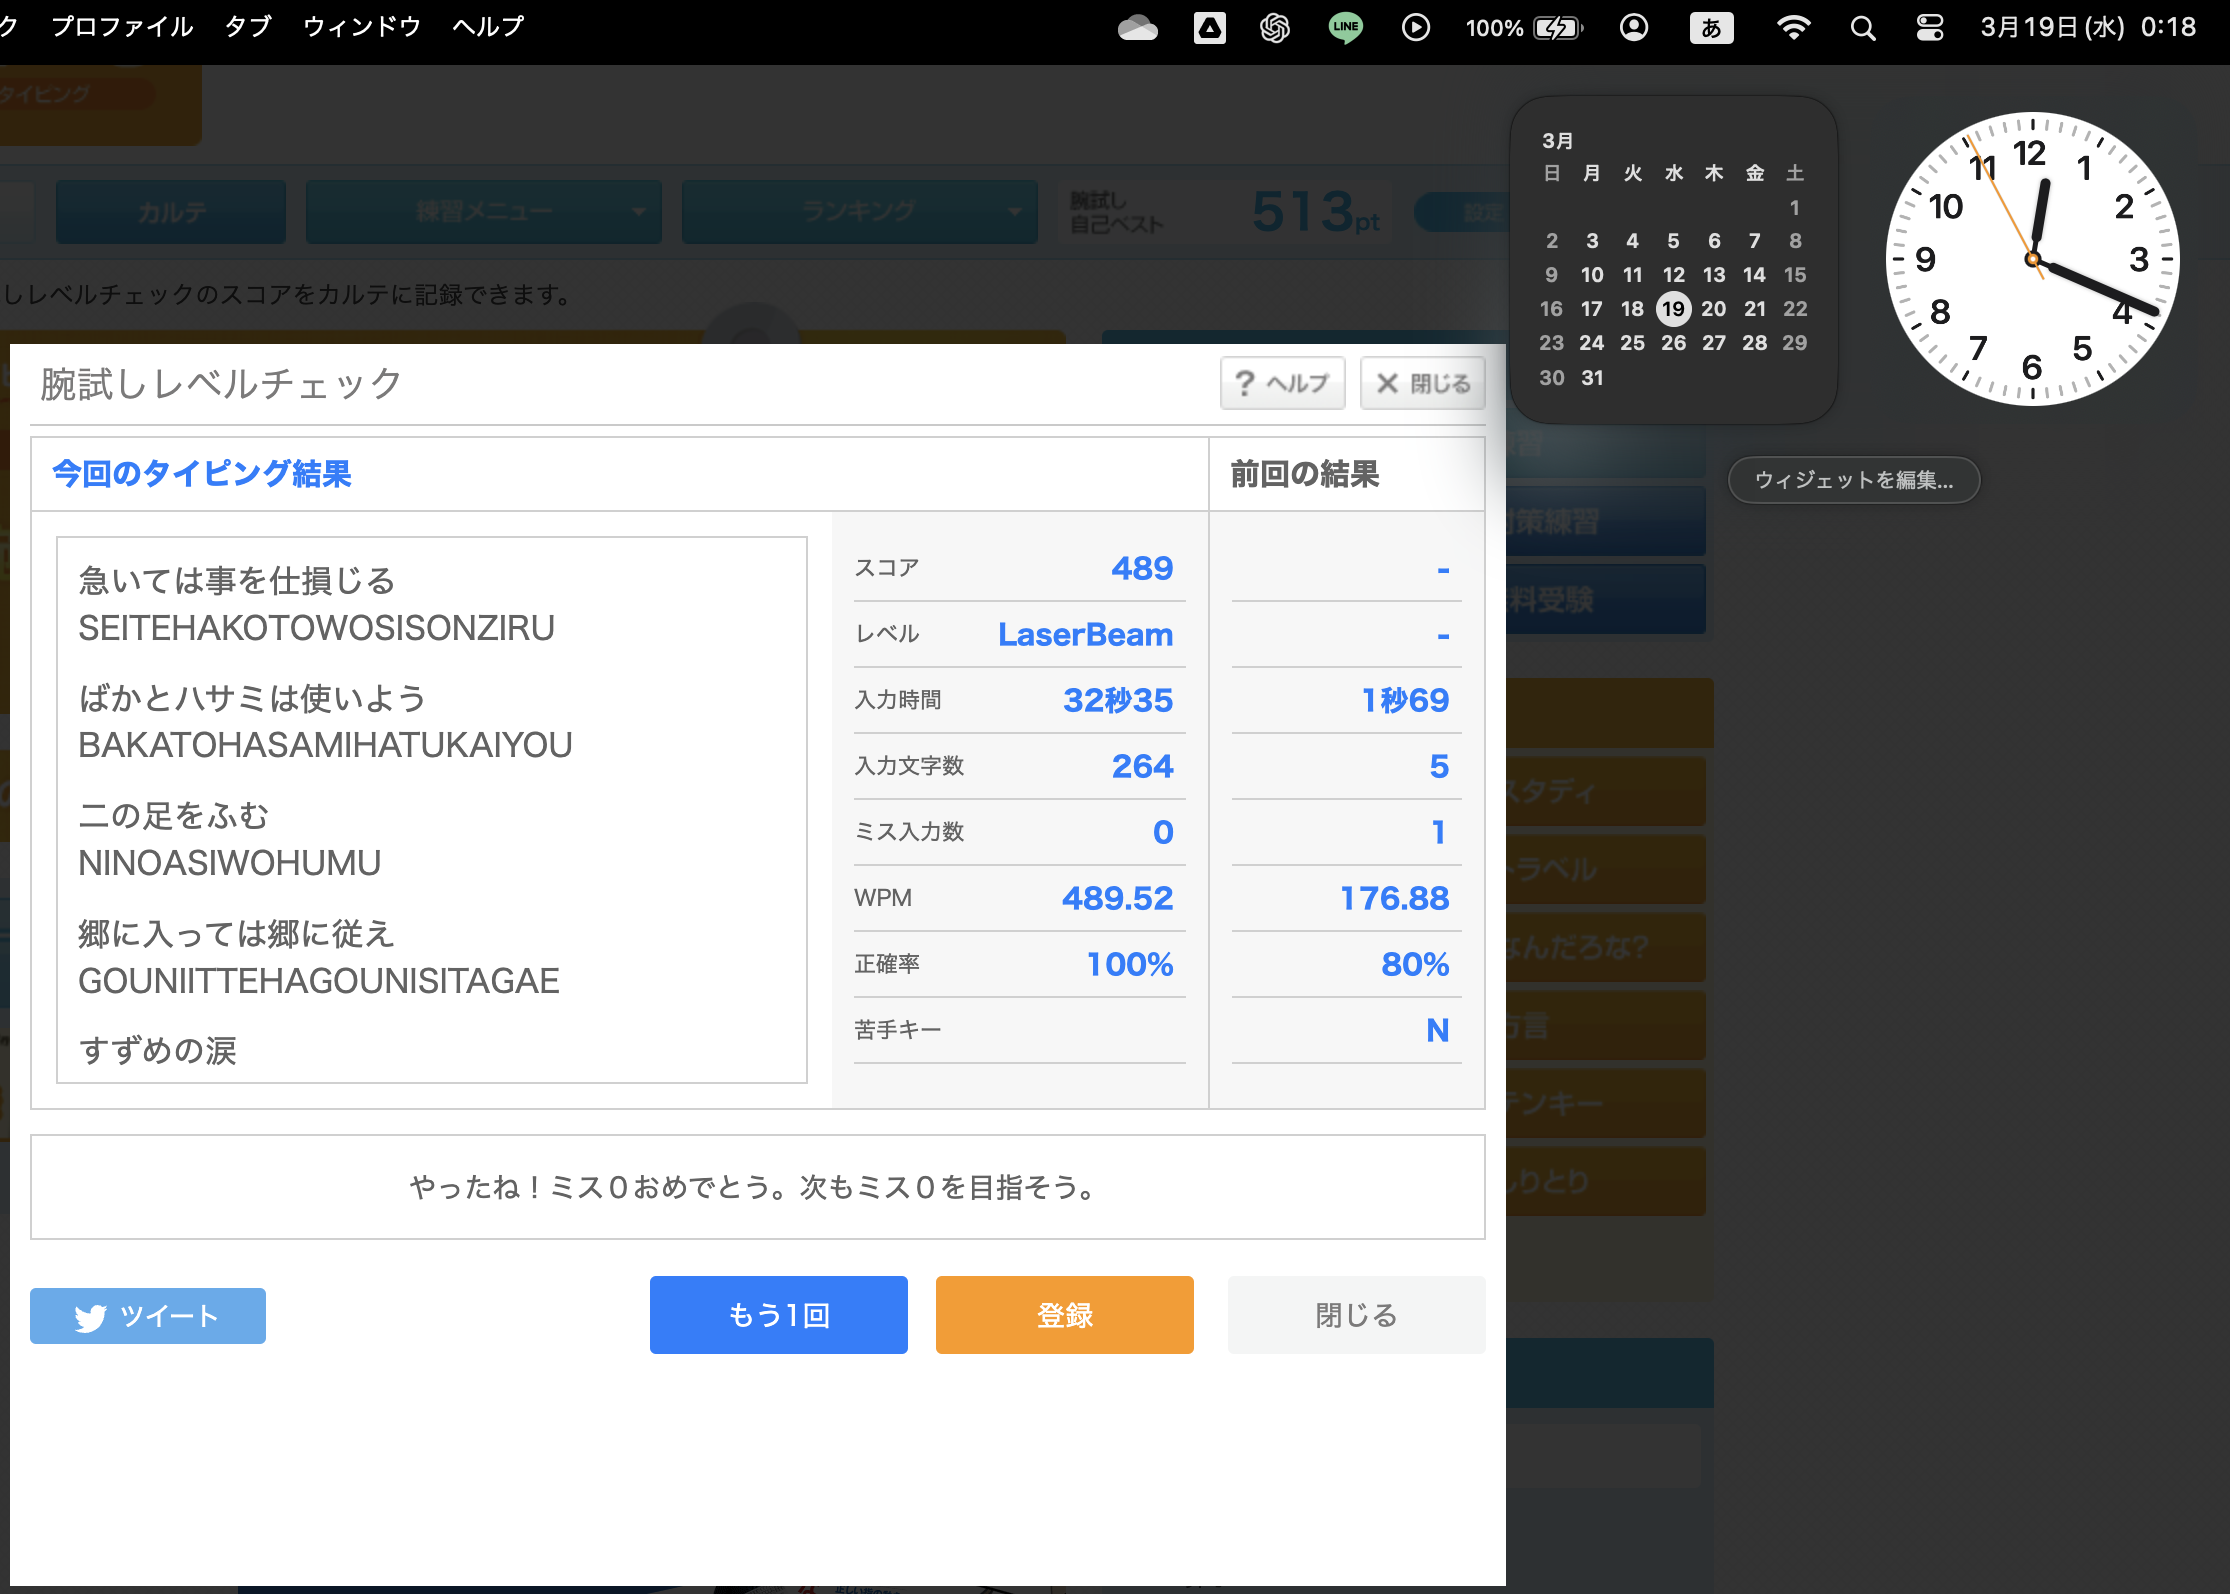 ク プロファイル タブ ウィンドウ ヘルプ LINE 100% あ 3月19日(水) 0:18
タイピング
カルテ 練習メニュー ランキング 腕試し 自己ベスト 513pt 設定
しレベルチェックのスコアをカルテに記録できます。
3月
日 月 火 水 木 金 土
1
2 3 4 5 6 7 8
9 10 11 12 13 14 15
16 17 18 19 20 21 22
23 24 25 26 27 28 29
30 31
12 1 2 3 4 5 6 7 8 9 10 11
ウィジェットを編集...
腕試しレベルチェック ? ヘルプ × 閉じる
今回のタイピング結果 前回の結果
急いては事を仕損じる
SEITEHAKOTOWOSISONZIRU
ばかとハサミは使いよう
BAKATOHASAMIHATUKAIYOU
二の足をふむ
NINOASIWOHUMU
郷に入っては郷に従え
GOUNIITTEHAGOUNISITAGAE
すずめの涙
スコア 489 -
レベル LaserBeam -
入力時間 32秒35 1秒69
入力文字数 264 5
ミス入力数 0 1
WPM 489.52 176.88
正確率 100% 80%
苦手キー N
やったね！ミス０おめでとう。次もミス０を目指そう。
ツイート もう1回 登録 閉じる
練習
対策練習
料受験
スタディ
トラベル
なんだろな?
方言
テンキー
しりとり